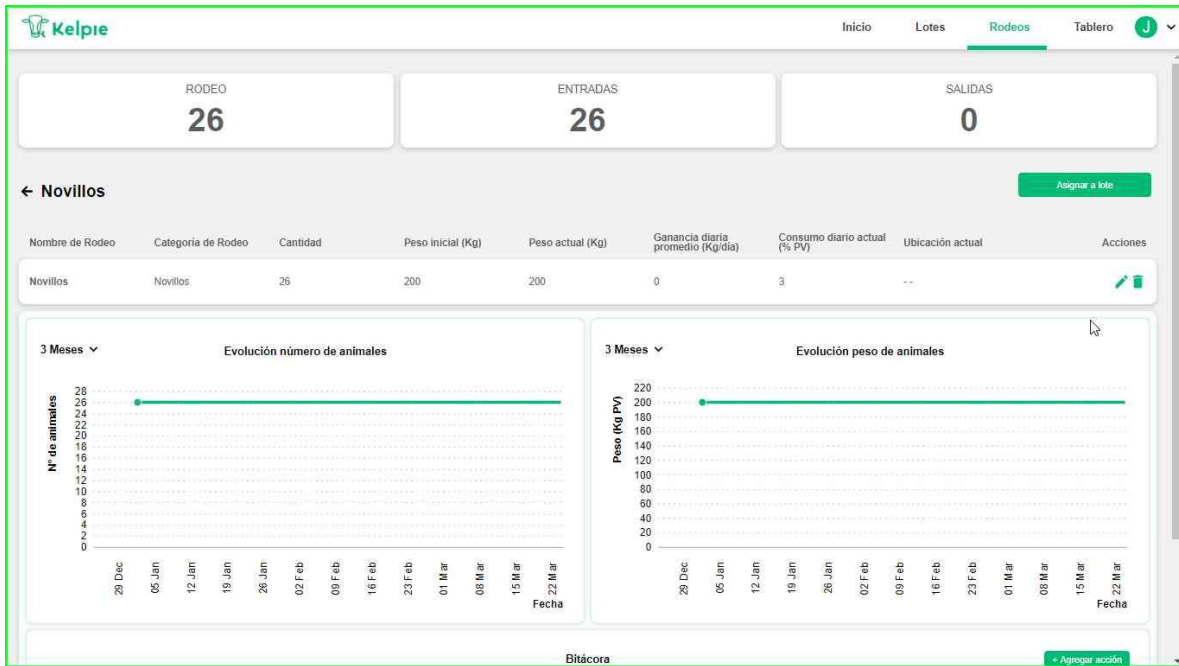 Kelpie
Inicio Lotes Rodeos Tablero J
RODEO ENTRADAS SALIDAS
26 26 0
← Novillos
Asignar a lote
Nombre de Rodeo Categoría de Rodeo Cantidad Peso inicial (Kg) Peso actual (Kg) Ganancia diaria promedio (Kg/día) Consumo diario actual (% PV) Ubicación actual Acciones
Novillos Novillos 26 200 200 0 3 - -
3 Meses
Evolución número de animales
Nº de animales
28
26
24
22
20
18
16
14
12
10
8
6
4
2
0
29 Dec 05 Jan 12 Jan 19 Jan 26 Jan 02 Feb 09 Feb 16 Feb 23 Feb 01 Mar 08 Mar 15 Mar 22 Mar
Fecha
3 Meses
Evolución peso de animales
Peso (Kg PV)
220
200
180
160
140
120
100
80
60
40
20
0
29 Dec 05 Jan 12 Jan 19 Jan 26 Jan 02 Feb 09 Feb 16 Feb 23 Feb 01 Mar 08 Mar 15 Mar 22 Mar
Fecha
Bitácora
+ Agregar acción